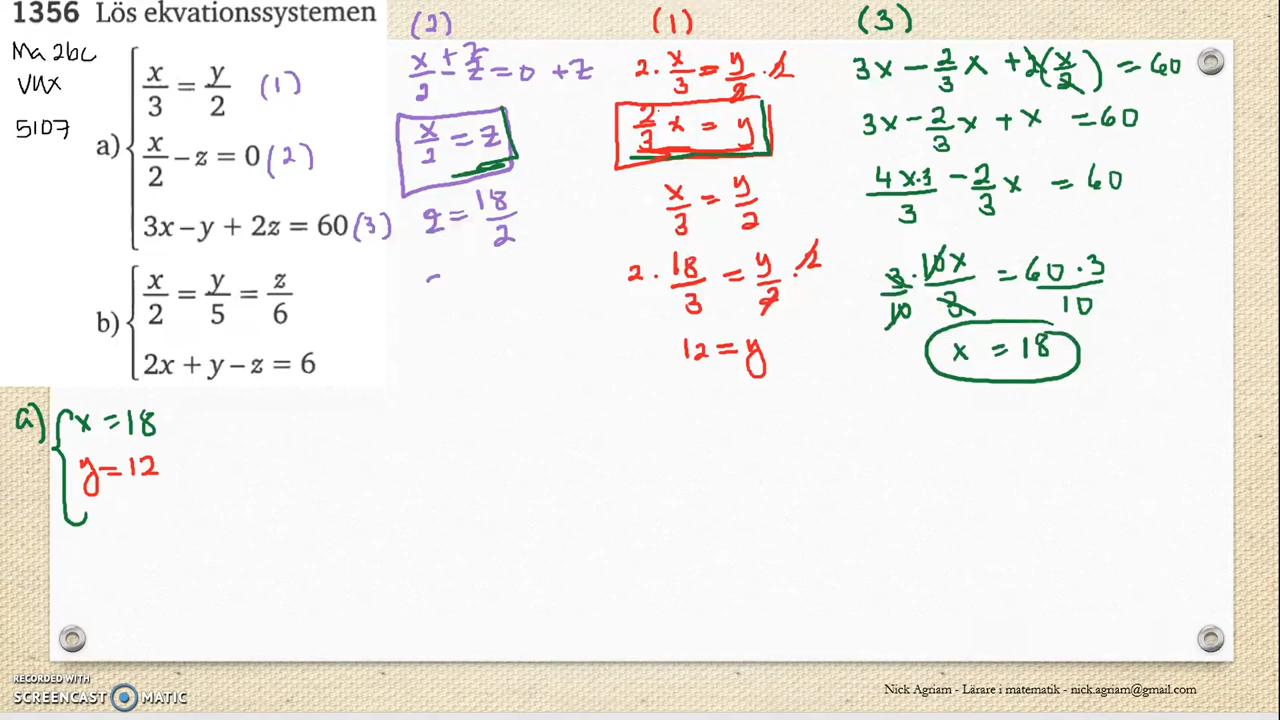 1356 Lös ekvationssystemen
Ma 2bc
VUX
5107
a)
x/3 = y/2 (1)
x/2 − z = 0 (2)
3x − y + 2z = 60 (3)
b)
x/2 = y/5 = z/6
2x + y − z = 6
(2)
x/2 − z + z = 0 + z
x/2 = z
z = 18/2
(1)
2 · x/3 = y/2 · 2
2/3 x = y
x/3 = y/2
2 · 18/3 = y/2 · 2
12 = y
(3)
3x − 2/3 x + 2(x/2) = 60
3x − 2/3 x + x = 60
4x·3/3 − 2/3 x = 60
3/10 · 10x/3 = 60 · 3/10
x = 18
a)
x = 18
y = 12
RECORDED WITH
SCREENCAST MATIC
Nick Agriam - Lärare i matematik - nick.agriam@gmail.com